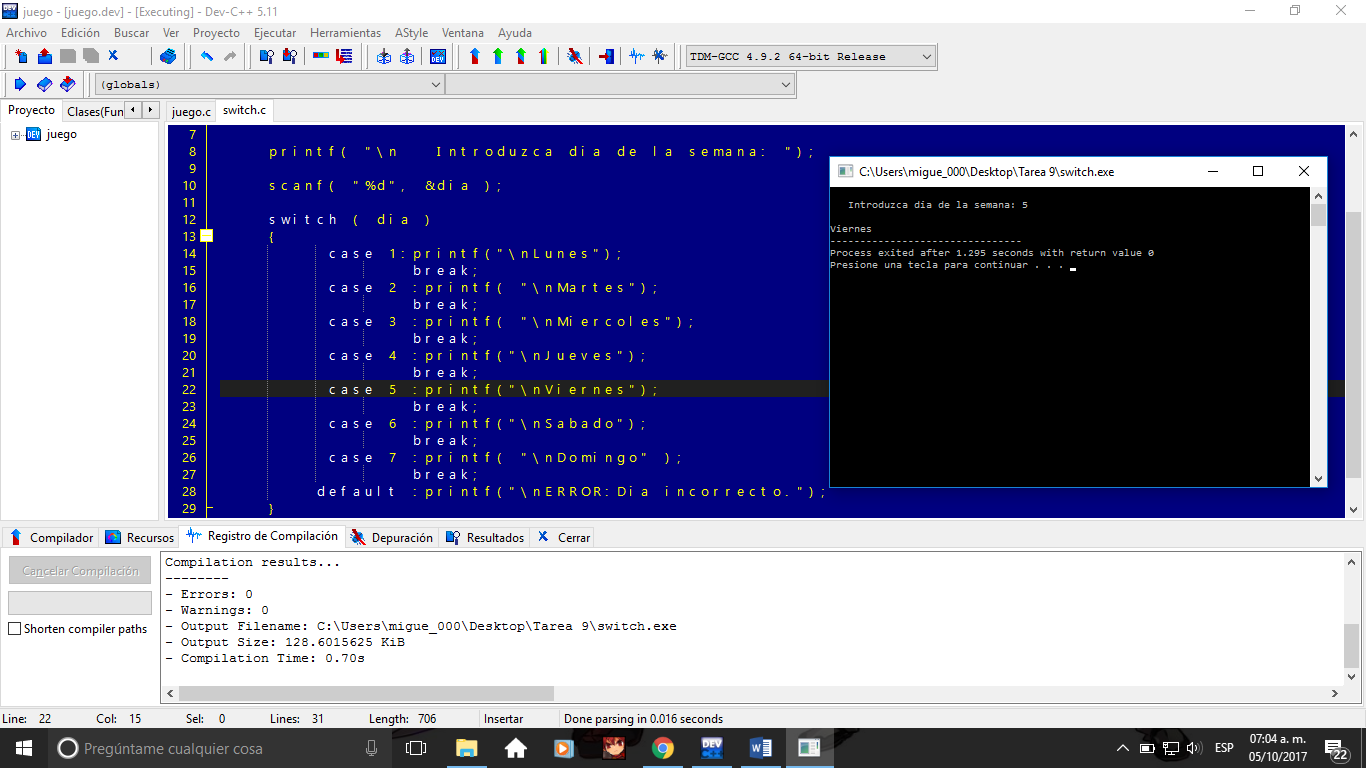 juego - [juego.dev] - [Executing] - Dev-C++ 5.11
Archivo Edición Buscar Ver Proyecto Ejecutar Herramientas AStyle Ventana Ayuda
TDM-GCC 4.9.2 64-bit Release
(globals)
Proyecto Clases(Fun juego.c switch.c
juego
7
8 printf( "\n   Introduzca dia de la semana: ");
9
10 scanf( "%d", &dia );
11
12 switch ( dia )
13 {
14 case 1:printf("\nLunes");
15 break;
16 case 2 :printf( "\nMartes");
17 break;
18 case 3 :printf( "\nMiercoles");
19 break;
20 case 4 :printf("\nJueves");
21 break;
22 case 5 :printf("\nViernes");
23 break;
24 case 6 :printf("\nSabado");
25 break;
26 case 7 :printf( "\nDomingo" );
27 break;
28 default :printf("\nERROR:Dia incorrecto.");
29 }
C:\Users\migue_000\Desktop\Tarea 9\switch.exe
Introduzca dia de la semana: 5
Viernes
--------------------------------
Process exited after 1.295 seconds with return value 0
Presione una tecla para continuar . . .
Compilador Recursos Registro de Compilación Depuración Resultados Cerrar
Cancelar Compilación
Shorten compiler paths
Compilation results...
--------
- Errors: 0
- Warnings: 0
- Output Filename: C:\Users\migue_000\Desktop\Tarea 9\switch.exe
- Output Size: 128.6015625 KiB
- Compilation Time: 0.70s
Line: 22 Col: 15 Sel: 0 Lines: 31 Length: 706 Insertar Done parsing in 0.016 seconds
Pregúntame cualquier cosa
ESP
07:04 a. m.
05/10/2017
22